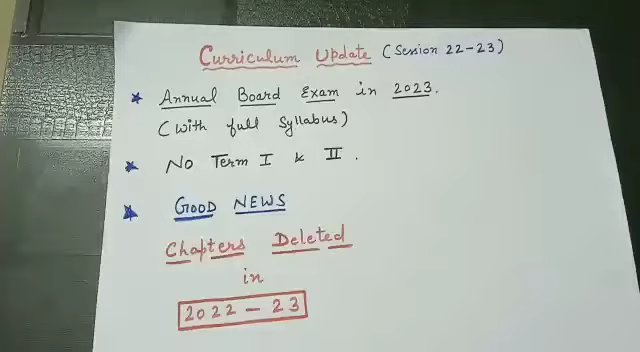 Curriculum Update (Session 22-23)
★ Annual Board Exam in 2023.
(With full Syllabus)
★ No Term I & II.
★ GOOD NEWS
Chapters Deleted
in
2022 - 23